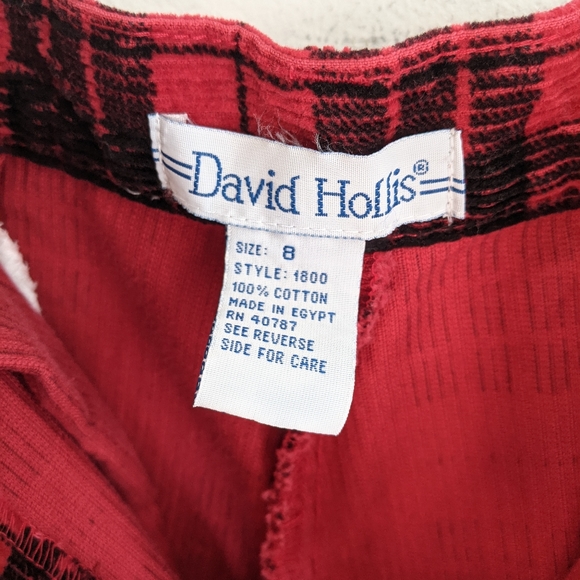 David Hollis®
SIZE: 8
STYLE: 1800
100% COTTON
MADE IN EGYPT
RN 40787
SEE REVERSE
SIDE FOR CARE